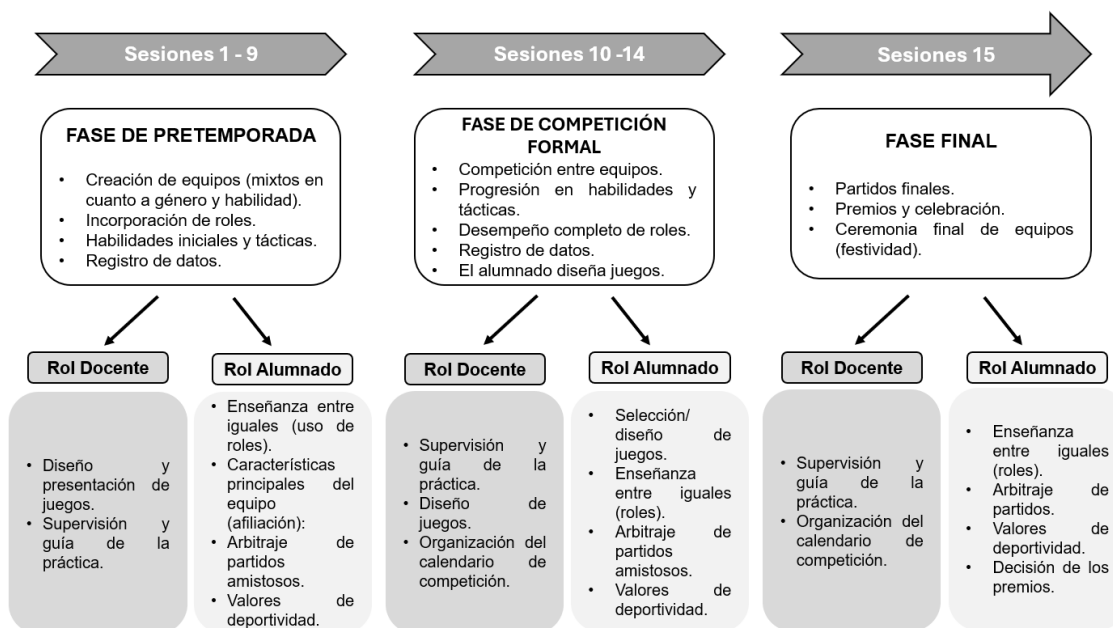 Sesiones 1 - 9
Sesiones 10 -14
Sesiones 15
FASE DE PRETEMPORADA
• Creación de equipos (mixtos en
cuanto a género y habilidad).
• Incorporación de roles.
• Habilidades iniciales y tácticas.
• Registro de datos.
FASE DE COMPETICIÓN
FORMAL
• Competición entre equipos.
• Progresión en habilidades y
tácticas.
• Desempeño completo de roles.
• Registro de datos.
• El alumnado diseña juegos.
FASE FINAL
• Partidos finales.
• Premios y celebración.
• Ceremonia final de equipos
(festividad).
Rol Docente
• Diseño y
presentación de
juegos.
• Supervisión y
guía de la
práctica.
Rol Alumnado
• Enseñanza entre
iguales (uso de
roles).
• Características
principales del
equipo
(afiliación):
• Arbitraje de
partidos
amistosos.
• Valores de
deportividad.
Rol Docente
• Supervisión y
guía de la
práctica.
• Diseño de
juegos.
• Organización del
calendario de
competición.
Rol Alumnado
• Selección/
diseño de
juegos.
• Enseñanza
entre iguales
(roles).
• Arbitraje de
partidos
amistosos.
• Valores de
deportividad.
Rol Docente
• Supervisión y
guía de la
práctica.
• Organización del
calendario de
competición.
Rol Alumnado
• Enseñanza
entre iguales
(roles).
• Arbitraje de
partidos.
• Valores de
deportividad.
• Decisión de los
premios.